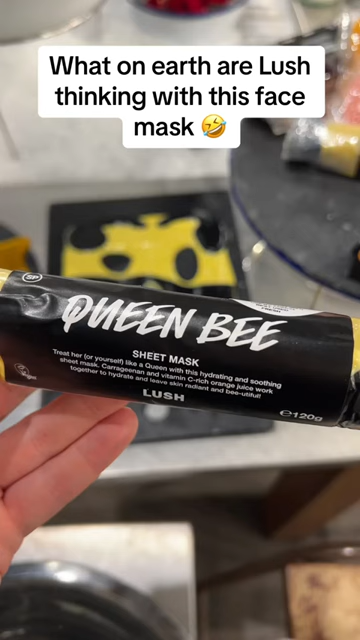 What on earth are Lush
thinking with this face
mask 🤣
QUEEN BEE
SHEET MASK
Treat her (or yourself) like a Queen with this hydrating and soothing
sheet mask. Carrageenan and vitamin C-rich orange juice work
together to hydrate and leave skin radiant and bee-utiful!
LUSH
℮120g